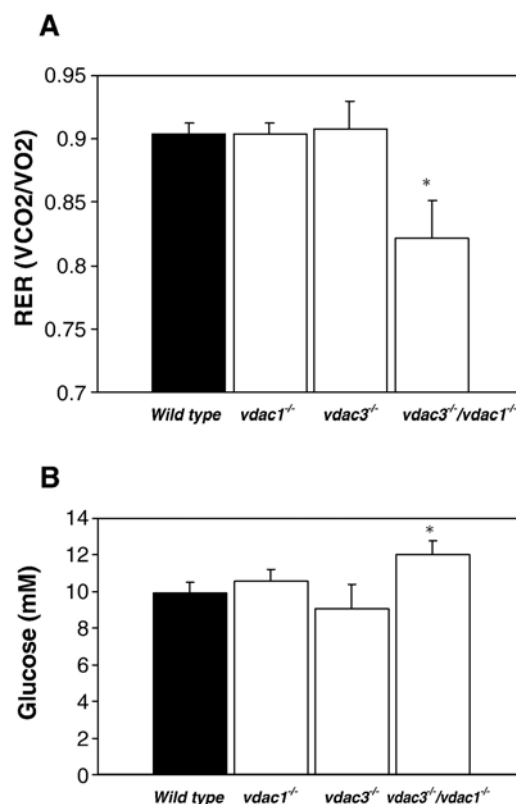 A
RER (VCO2/VO2)
0.95
0.9
0.85
0.8
0.75
0.7
*
Wild type vdac1-/- vdac3-/- vdac3-/-/vdac1-/-
B
Glucose (mM)
14
12
10
8
6
4
2
0
*
Wild type vdac1-/- vdac3-/- vdac3-/-/vdac1-/-